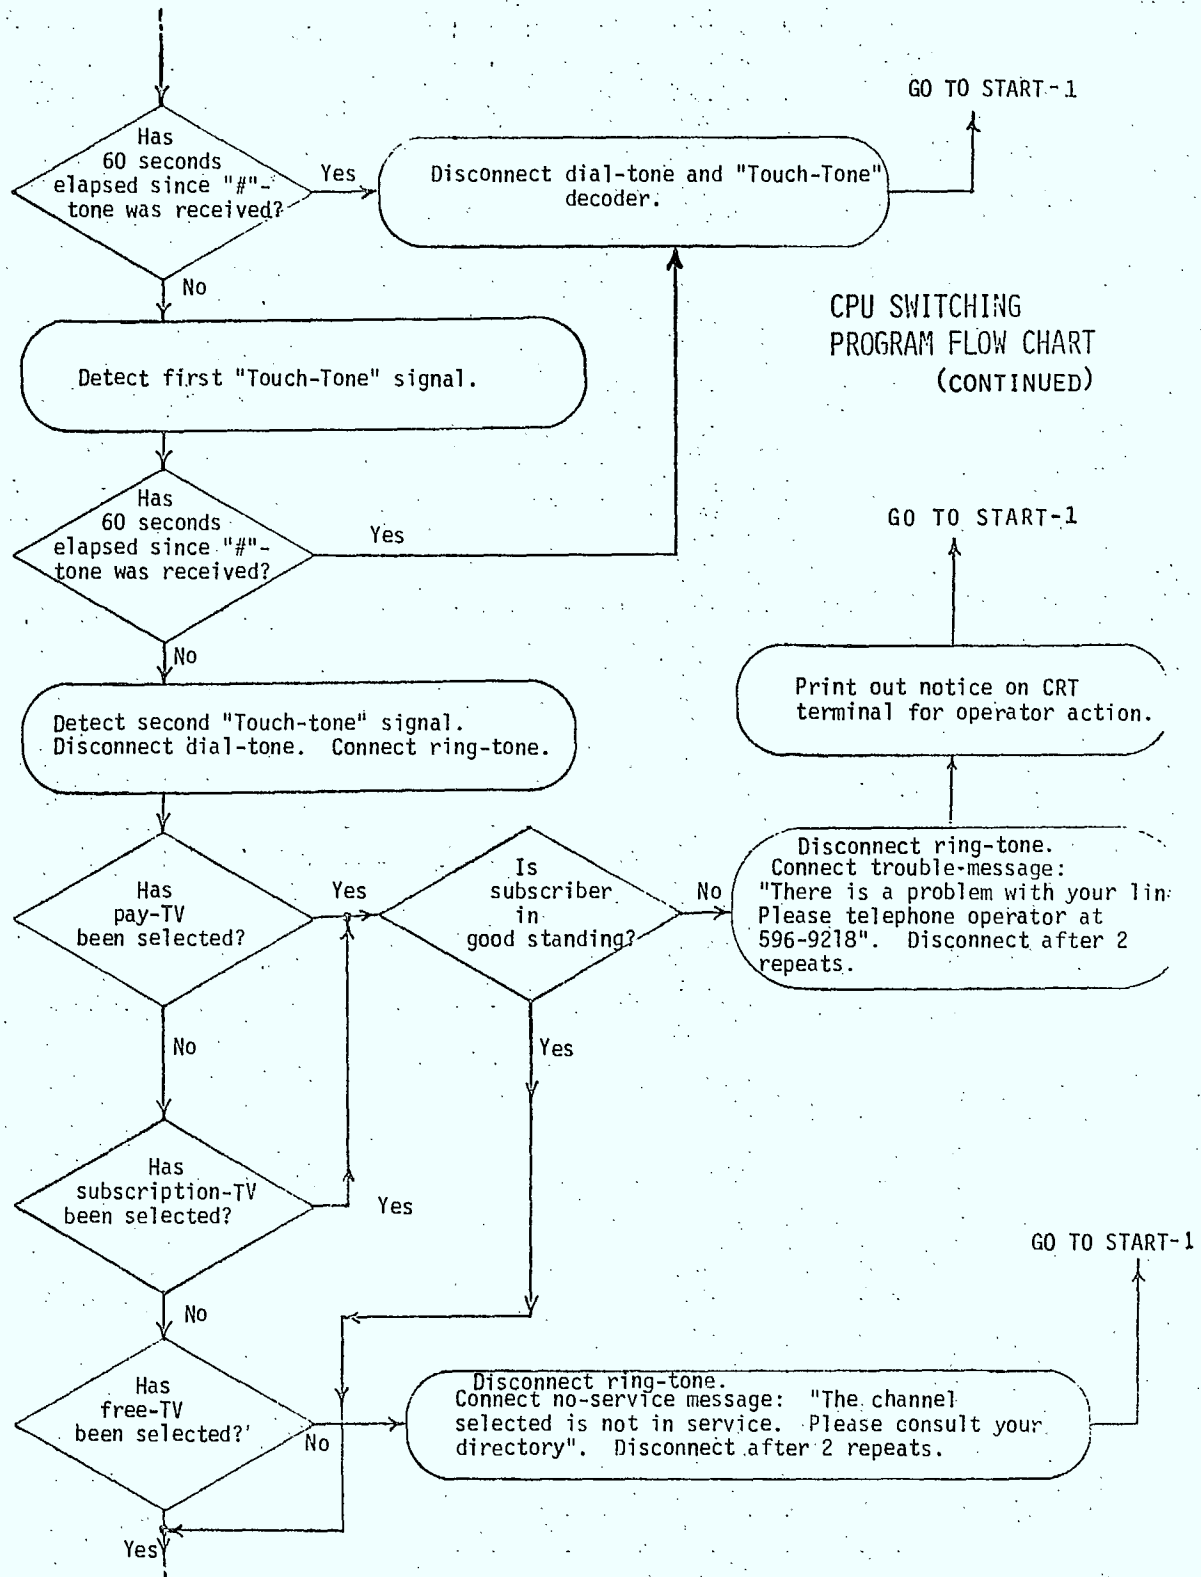 GO TO START-1
Has
60 seconds
elapsed since "#"-
tone was received?
Yes
Disconnect dial-tone and "Touch-Tone"
decoder.
No
CPU SWITCHING
PROGRAM FLOW CHART
(CONTINUED)
Detect first "Touch-Tone" signal.
Has
60 seconds
elapsed since "#"-
tone was received?
Yes
GO TO START-1
No
Print out notice on CRT
terminal for operator action.
Detect second "Touch-tone" signal.
Disconnect dial-tone. Connect ring-tone.
Has
pay-TV
been selected?
Yes
Is
subscriber
in
good standing?
No
Disconnect ring-tone.
Connect trouble-message:
"There is a problem with your
Please telephone operator at
596-9218". Disconnect after 2
repeats.
No
Yes
Has
subscription-TV
been selected?
Yes
GO TO START-1
No
Has
free-TV
been selected?
No
Disconnect ring-tone.
Connect no-service message: "The channel
selected is not in service. Please consult your
directory". Disconnect after 2 repeats.
Yes